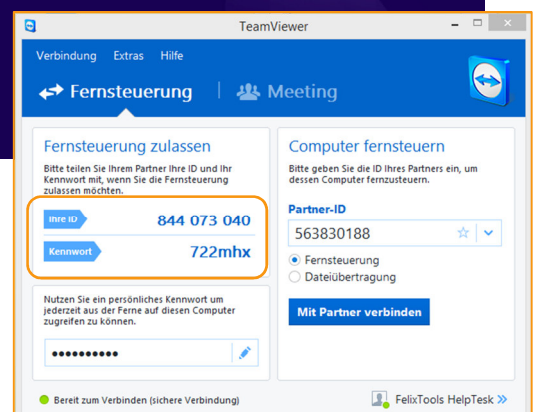 TeamViewer
Verbindung Extras Hilfe
Fernsteuerung
Meeting
Fernsteuerung zulassen
Bitte teilen Sie Ihrem Partner Ihre ID und Ihr
Kennwort mit, wenn Sie die Fernsteuerung
zulassen möchten.
Ihre ID 844 073 040
Kennwort 722mhx
Nutzen Sie ein persönliches Kennwort um
jederzeit aus der Ferne auf diesen Computer
zugreifen zu können.
Computer fernsteuern
Bitte geben Sie die ID Ihres Partners ein, um
dessen Computer fernzusteuern.
Partner-ID
563830188
Fernsteuerung
Dateiübertragung
Mit Partner verbinden
Bereit zum Verbinden (sichere Verbindung)
FelixTools HelpTesk